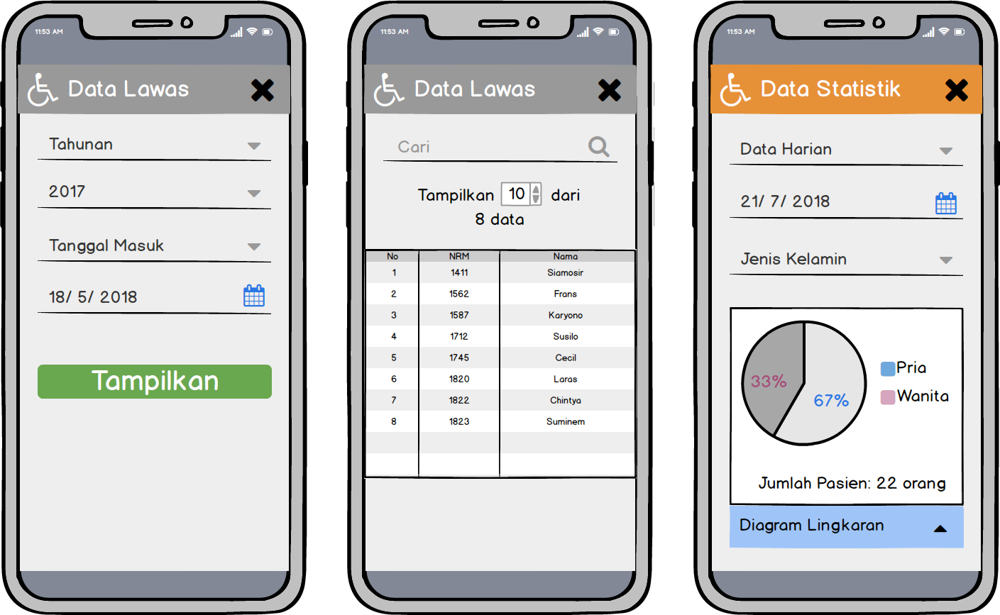 11:53 AM
Data Lawas
Tahunan
2017
Tanggal Masuk
18/ 5/ 2018
Tampilkan
11:53 AM
Data Lawas
Cari
Tampilkan 10 dari
8 data
No NRM Nama
1 1411 Siamosir
2 1562 Frans
3 1587 Karyono
4 1712 Susilo
5 1745 Cecil
6 1820 Laras
7 1822 Chintya
8 1823 Suminem
11:53 AM
Data Statistik
Data Harian
21/ 7/ 2018
Jenis Kelamin
33%
67%
Pria
Wanita
Jumlah Pasien: 22 orang
Diagram Lingkaran